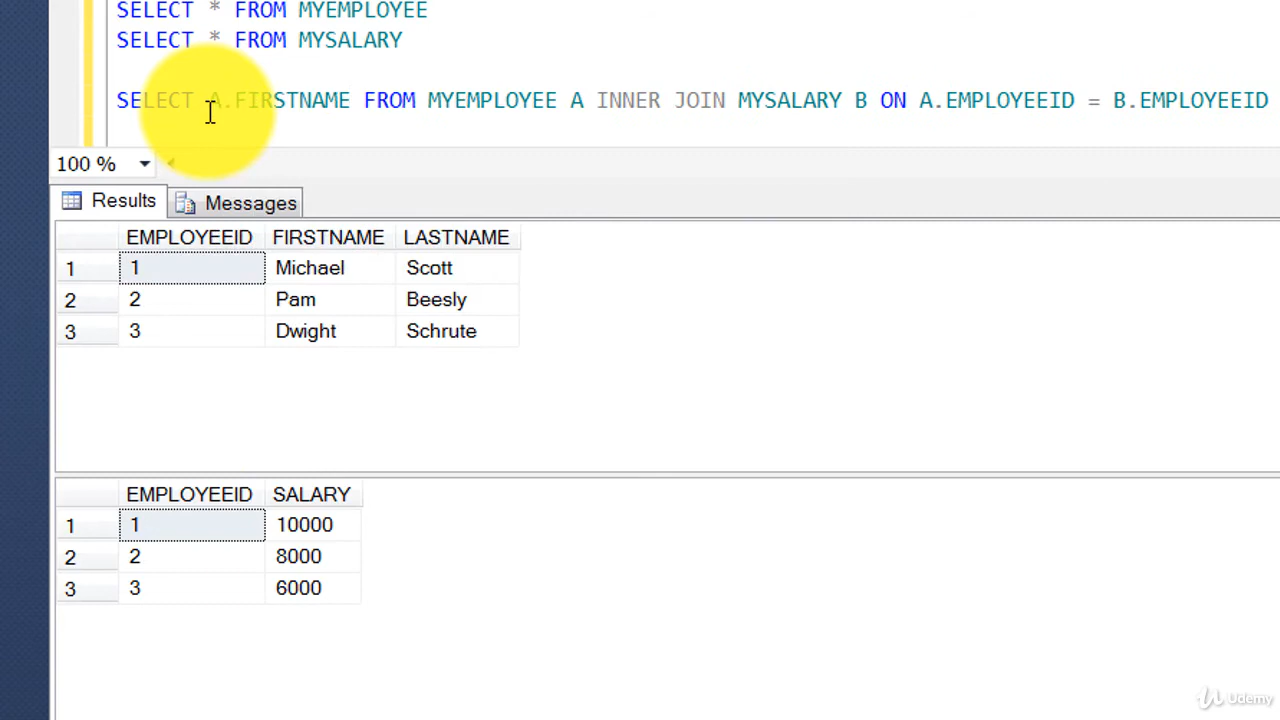 SELECT * FROM MYEMPLOYEE
SELECT * FROM MYSALARY
SELECT A.FIRSTNAME FROM MYEMPLOYEE A INNER JOIN MYSALARY B ON A.EMPLOYEEID = B.EMPLOYEEID
100 %
Results Messages
EMPLOYEEID FIRSTNAME LASTNAME
1 1 Michael Scott
2 2 Pam Beesly
3 3 Dwight Schrute
EMPLOYEEID SALARY
1 1 10000
2 2 8000
3 3 6000
Udemy